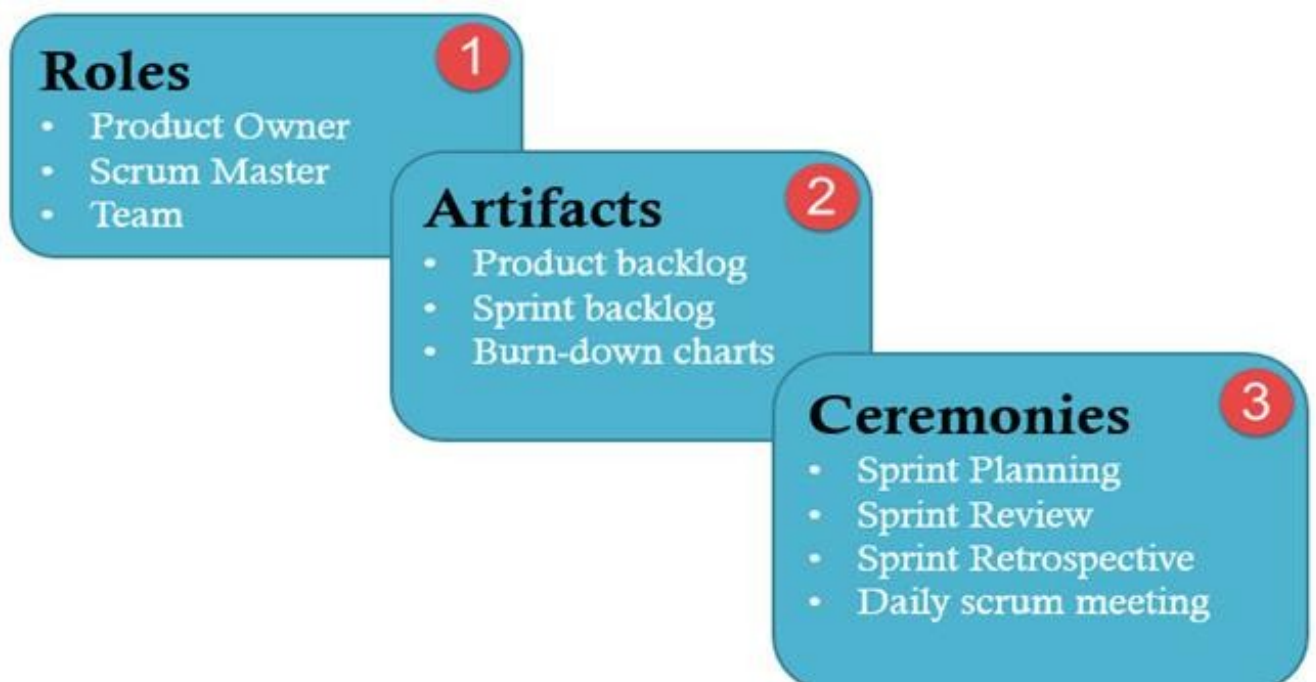 Roles
1
• Product Owner
• Scrum Master
• Team
Artifacts
2
• Product backlog
• Sprint backlog
• Burn-down charts
Ceremonies
3
• Sprint Planning
• Sprint Review
• Sprint Retrospective
• Daily scrum meeting